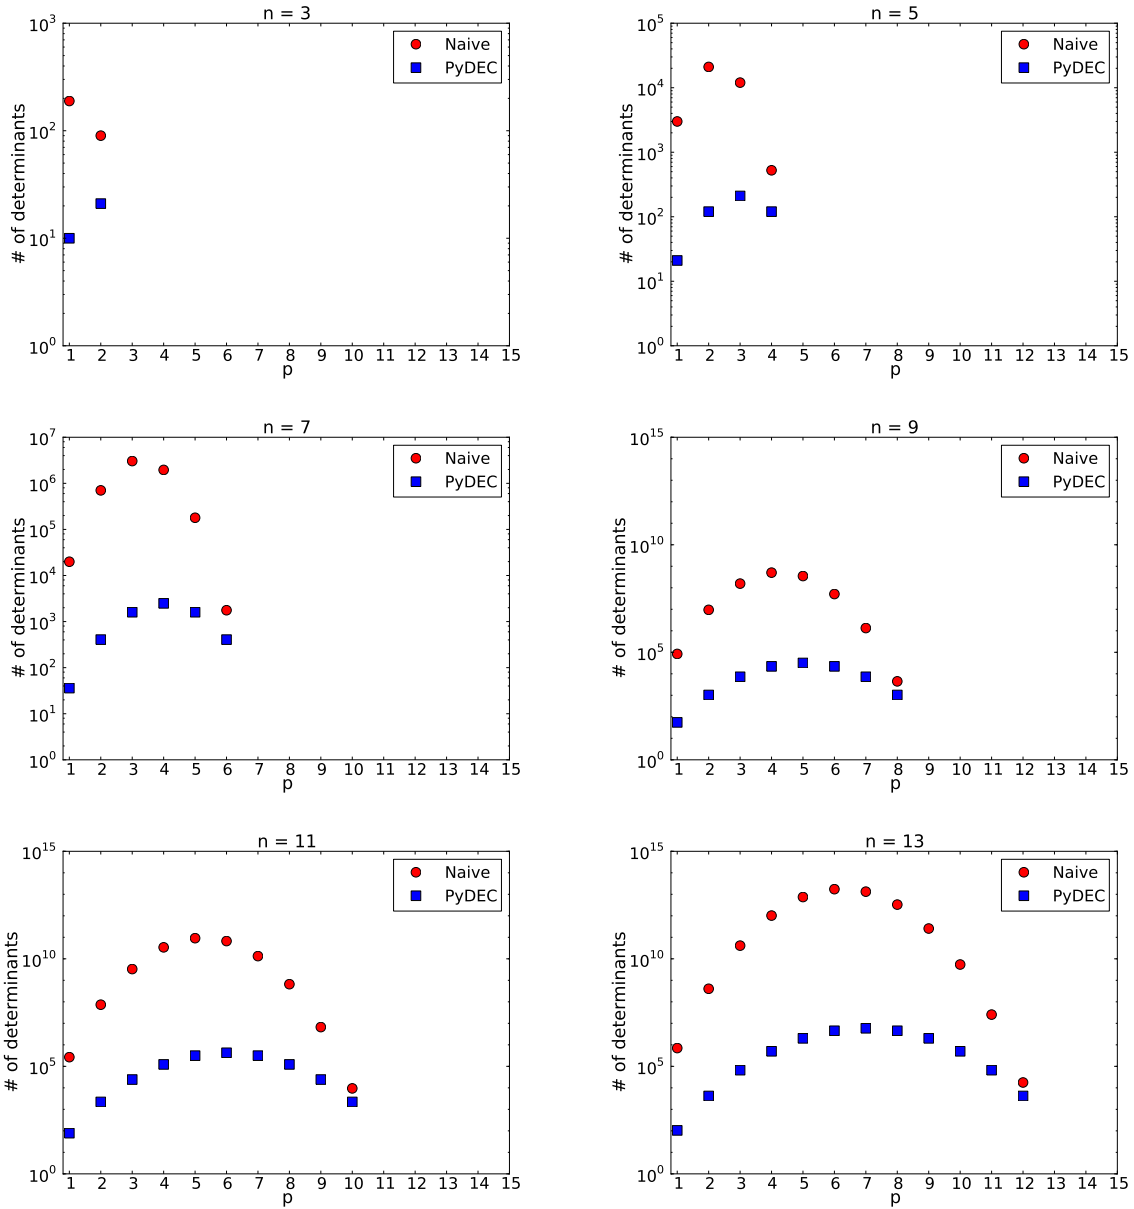 n = 3
# of determinants
10^3
10^2
10^1
10^0
Naive
PyDEC
1 2 3 4 5 6 7 8 9 10 11 12 13 14 15
p
n = 5
# of determinants
10^5
10^4
10^3
10^2
10^1
10^0
Naive
PyDEC
1 2 3 4 5 6 7 8 9 10 11 12 13 14 15
p
n = 7
# of determinants
10^7
10^6
10^5
10^4
10^3
10^2
10^1
10^0
Naive
PyDEC
1 2 3 4 5 6 7 8 9 10 11 12 13 14 15
p
n = 9
# of determinants
10^15
10^10
10^5
10^0
Naive
PyDEC
1 2 3 4 5 6 7 8 9 10 11 12 13 14 15
p
n = 11
# of determinants
10^15
10^10
10^5
10^0
Naive
PyDEC
1 2 3 4 5 6 7 8 9 10 11 12 13 14 15
p
n = 13
# of determinants
10^15
10^10
10^5
10^0
Naive
PyDEC
1 2 3 4 5 6 7 8 9 10 11 12 13 14 15
p